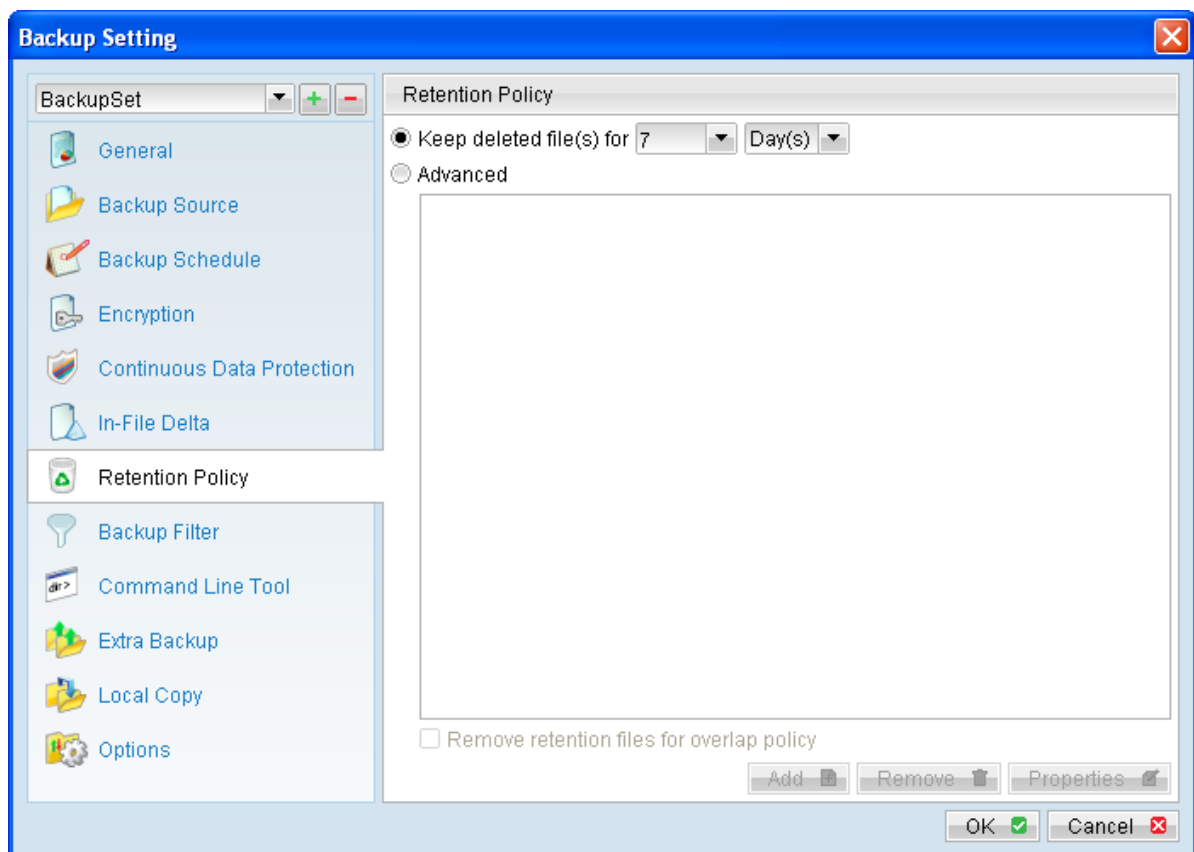 Backup Setting
BackupSet
General
Backup Source
Backup Schedule
Encryption
Continuous Data Protection
In-File Delta
Retention Policy
Backup Filter
dir>
Command Line Tool
Extra Backup
Local Copy
Options
Retention Policy
Keep deleted file(s) for 7 Day(s)
Advanced
Remove retention files for overlap policy
Add Remove Properties
OK Cancel